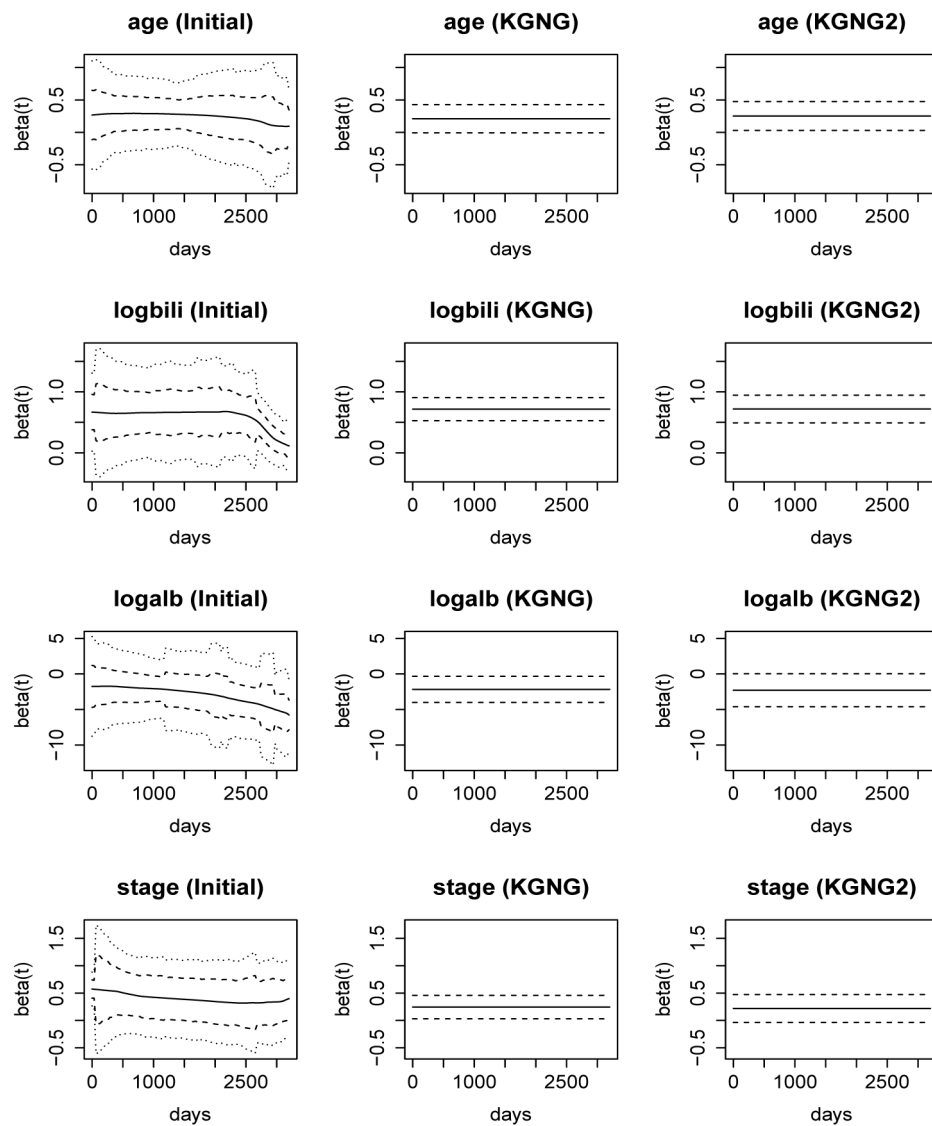 age (Initial)
beta(t)
0.5
−0.5
0 1000 2500
days
age (KGNG)
beta(t)
0.5
−0.5
0 1000 2500
days
age (KGNG2)
beta(t)
0.5
−0.5
0 1000 2500
days
logbili (Initial)
beta(t)
1.0
0.0
0 1000 2500
days
logbili (KGNG)
beta(t)
1.0
0.0
0 1000 2500
days
logbili (KGNG2)
beta(t)
1.0
0.0
0 1000 2500
days
logalb (Initial)
beta(t)
5
0
−10
0 1000 2500
days
logalb (KGNG)
beta(t)
5
0
−10
0 1000 2500
days
logalb (KGNG2)
beta(t)
5
0
−10
0 1000 2500
days
stage (Initial)
beta(t)
1.5
0.5
−0.5
0 1000 2500
days
stage (KGNG)
beta(t)
1.5
0.5
−0.5
0 1000 2500
days
stage (KGNG2)
beta(t)
1.5
0.5
−0.5
0 1000 2500
days